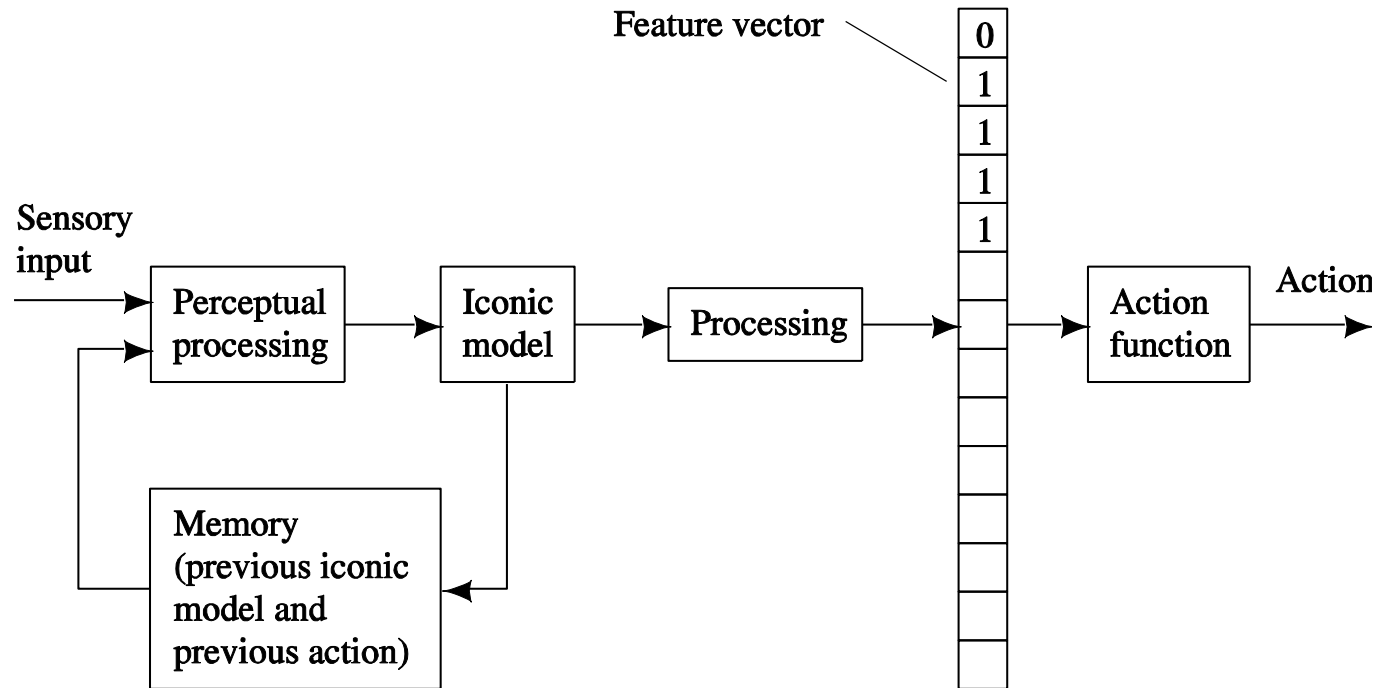 Feature vector
0
1
1
1
1
Sensory
input
Perceptual
processing
Iconic
model
Processing
Action
function
Action
Memory
(previous iconic
model and
previous action)